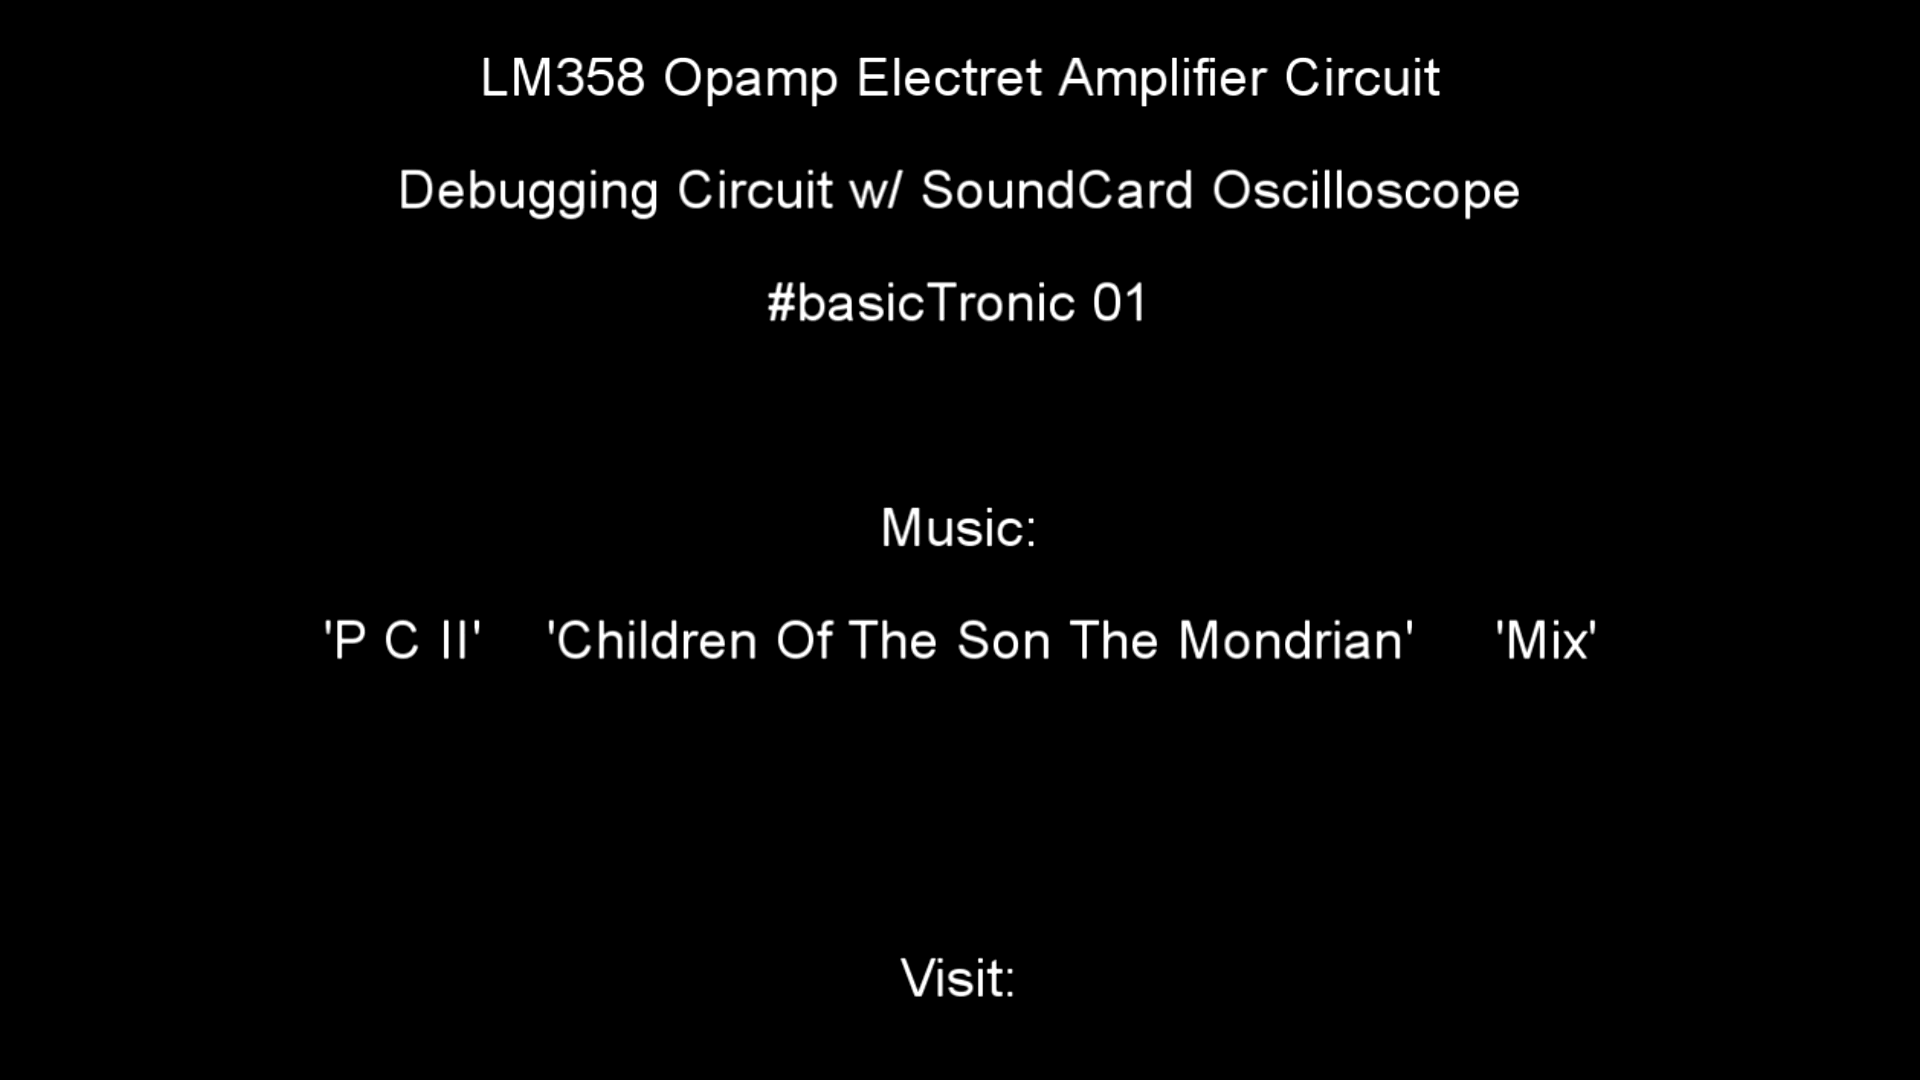 LM358 Opamp Electret Amplifier Circuit
Debugging Circuit w/ SoundCard Oscilloscope
#basicTronic 01
Music:
'P C II' 'Children Of The Son The Mondrian' 'Mix'
Visit: